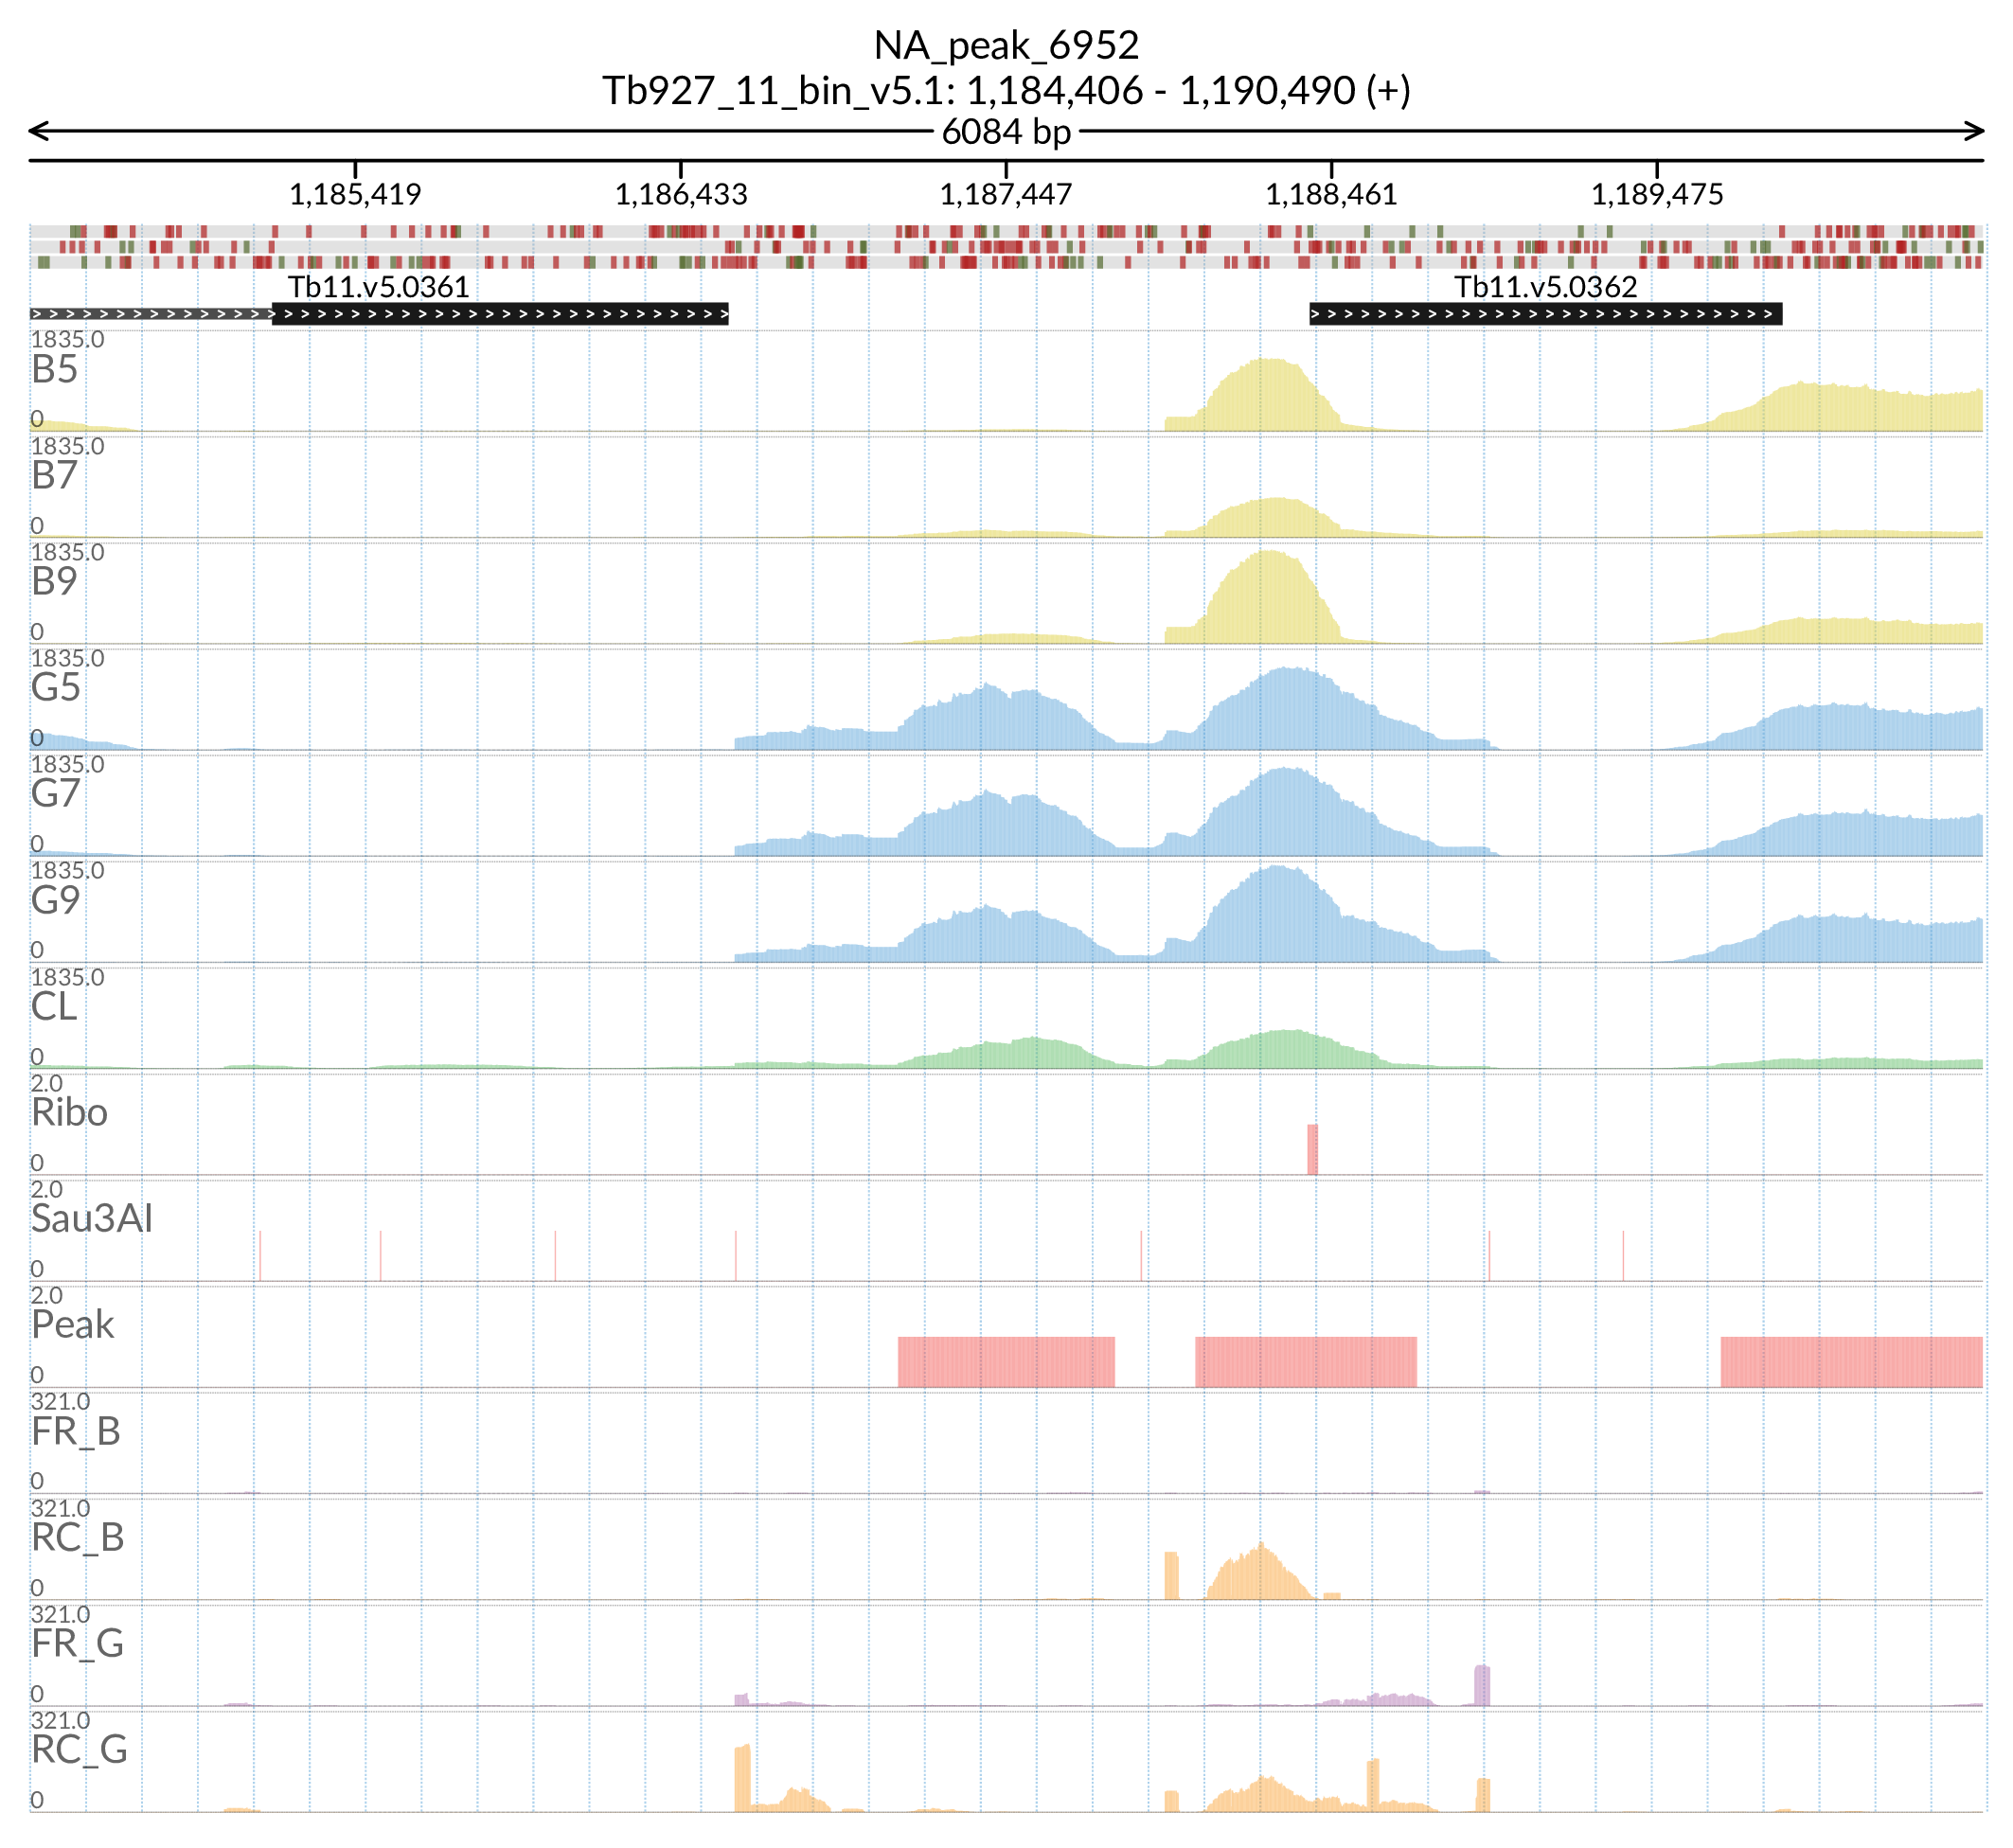 NA_peak_6952
Tb927_11_bin_v5.1: 1,184,406 - 1,190,490 (+)
6084 bp
1,185,419 1,186,433 1,187,447 1,188,461 1,189,475
Tb11.v5.0361 Tb11.v5.0362
1835.0
B5
0
1835.0
B7
0
1835.0
B9
0
1835.0
G5
0
1835.0
G7
0
1835.0
G9
0
1835.0
CL
0
2.0
Ribo
0
2.0
Sau3AI
0
2.0
Peak
0
321.0
FR_B
0
321.0
RC_B
0
321.0
FR_G
0
321.0
RC_G
0